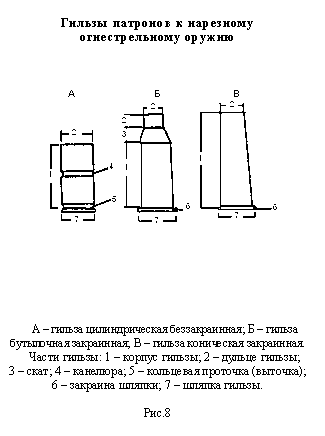 Гильзы патронов к нарезному
огнестрельному оружию
А Б В
2 2 2
2
3
4
5
6 6
7 7 7
А – гильза цилиндрическая беззакраинная; Б – гильза
бутылочная закраинная; В – гильза коническая закраинная.
Части гильзы: 1 – корпус гильзы; 2 – дульце гильзы;
3 – скат; 4 – канелюра; 5 – кольцевая проточка (выточка);
6 – закраина шляпки; 7 – шляпка гильзы.
Рис.8